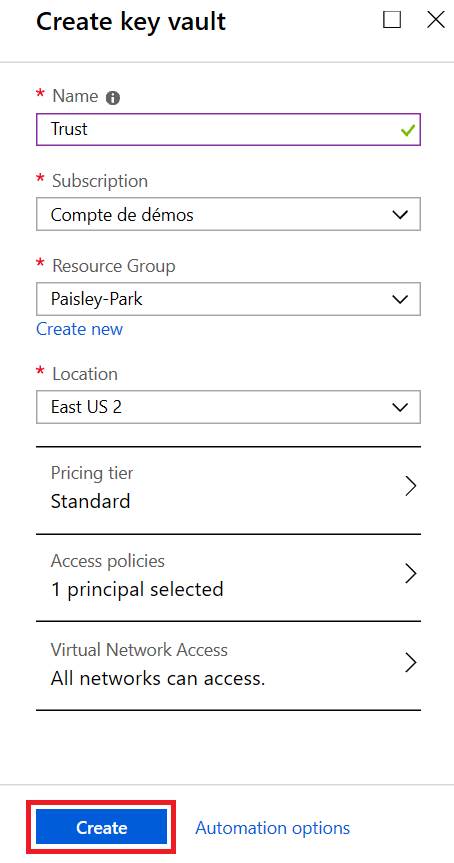 Create key vault
* Name
Trust
* Subscription
Compte de démos
* Resource Group
Paisley-Park
Create new
* Location
East US 2
Pricing tier
Standard
Access policies
1 principal selected
Virtual Network Access
All networks can access.
Create Automation options